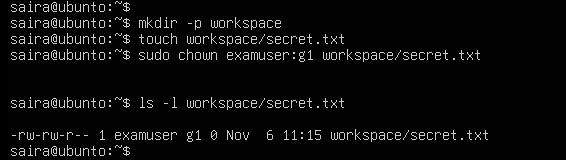 saira@ubunto:~$
saira@ubunto:~$ mkdir -p workspace
saira@ubunto:~$ touch workspace/secret.txt
saira@ubunto:~$ sudo chown examuser:g1 workspace/secret.txt
saira@ubunto:~$ ls -l workspace/secret.txt
-rw-rw-r-- 1 examuser g1 0 Nov  6 11:15 workspace/secret.txt
saira@ubunto:~$